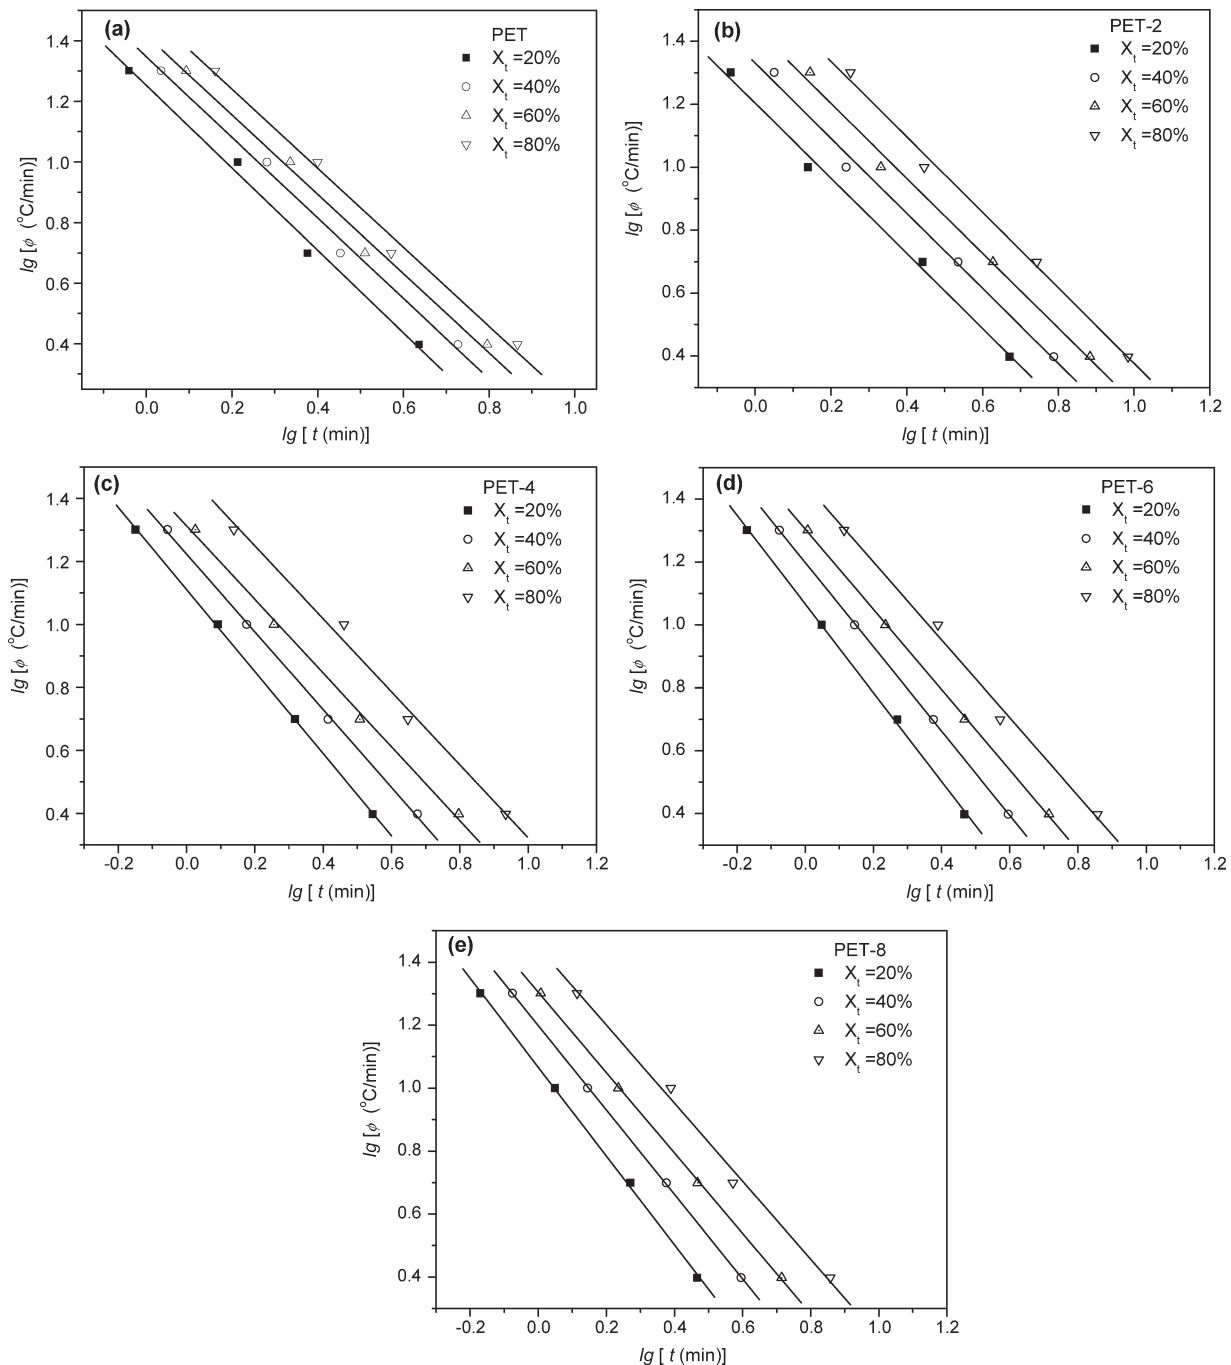 (a)
PET
X_t =20%
X_t =40%
X_t =60%
X_t =80%
lg [ϕ (°C/min)]
1.4
1.2
1.0
0.8
0.6
0.4
0.0 0.2 0.4 0.6 0.8 1.0
lg [ t (min)]
(b)
PET-2
X_t =20%
X_t =40%
X_t =60%
X_t =80%
lg [ϕ (°C/min)]
1.4
1.2
1.0
0.8
0.6
0.4
0.0 0.2 0.4 0.6 0.8 1.0 1.2
lg [ t (min)]
(c)
PET-4
X_t =20%
X_t =40%
X_t =60%
X_t =80%
lg [ϕ (°C/min)]
1.4
1.2
1.0
0.8
0.6
0.4
-0.2 0.0 0.2 0.4 0.6 0.8 1.0 1.2
lg [ t (min)]
(d)
PET-6
X_t =20%
X_t =40%
X_t =60%
X_t =80%
lg [ϕ (°C/min)]
1.4
1.2
1.0
0.8
0.6
0.4
-0.2 0.0 0.2 0.4 0.6 0.8 1.0 1.2
lg [ t (min)]
(e)
PET-8
X_t =20%
X_t =40%
X_t =60%
X_t =80%
lg [ϕ (°C/min)]
1.4
1.2
1.0
0.8
0.6
0.4
-0.2 0.0 0.2 0.4 0.6 0.8 1.0 1.2
lg [ t (min)]